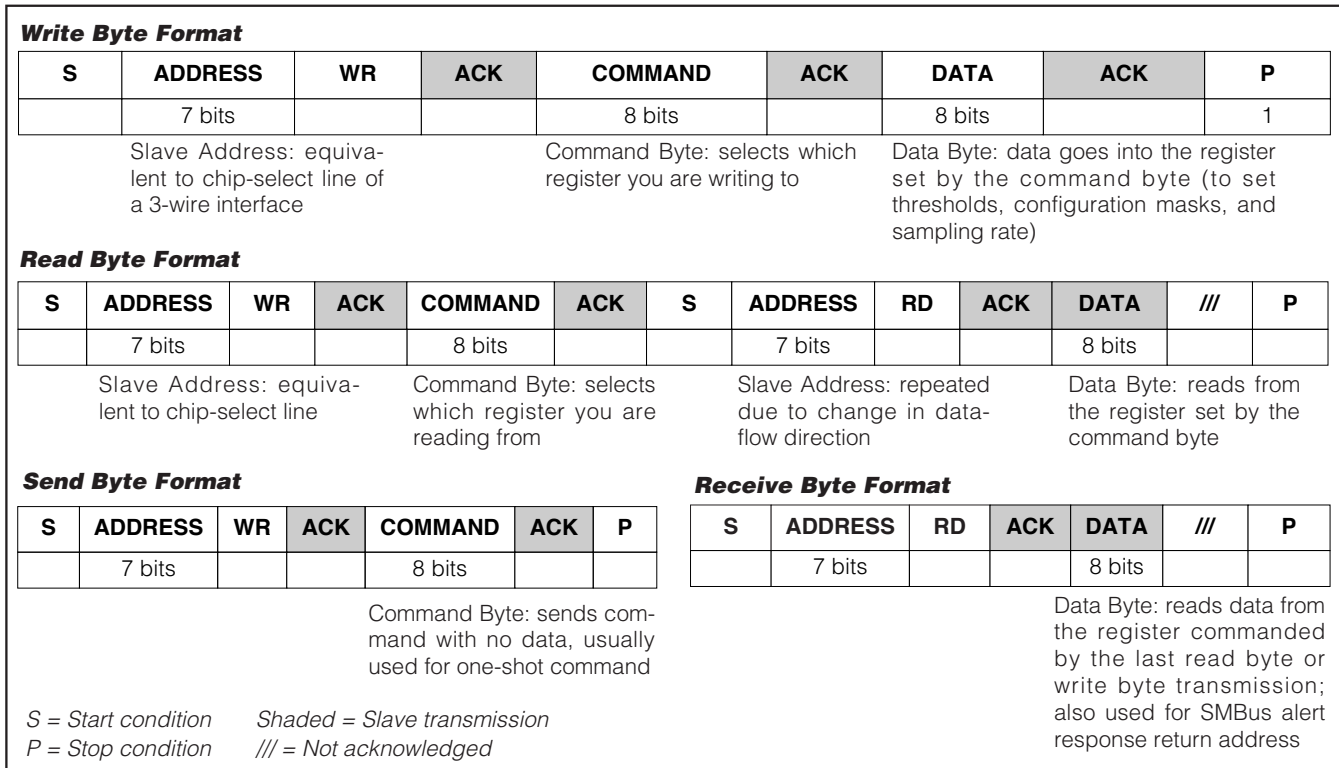 Write Byte Format
S ADDRESS WR ACK COMMAND ACK DATA ACK P
7 bits 8 bits 8 bits 1
Slave Address: equiva-
lent to chip-select line of
a 3-wire interface
Command Byte: selects which
register you are writing to
Data Byte: data goes into the register
set by the command byte (to set
thresholds, configuration masks, and
sampling rate)
Read Byte Format
S ADDRESS WR ACK COMMAND ACK S ADDRESS RD ACK DATA /// P
7 bits 8 bits 7 bits 8 bits
Slave Address: equiva-
lent to chip-select line
Command Byte: selects
which register you are
reading from
Slave Address: repeated
due to change in data-
flow direction
Data Byte: reads from
the register set by the
command byte
Send Byte Format
S ADDRESS WR ACK COMMAND ACK P
7 bits 8 bits
Command Byte: sends com-
mand with no data, usually
used for one-shot command
Receive Byte Format
S ADDRESS RD ACK DATA /// P
7 bits 8 bits
Data Byte: reads data from
the register commanded
by the last read byte or
write byte transmission;
also used for SMBus alert
response return address
S = Start condition Shaded = Slave transmission
P = Stop condition /// = Not acknowledged